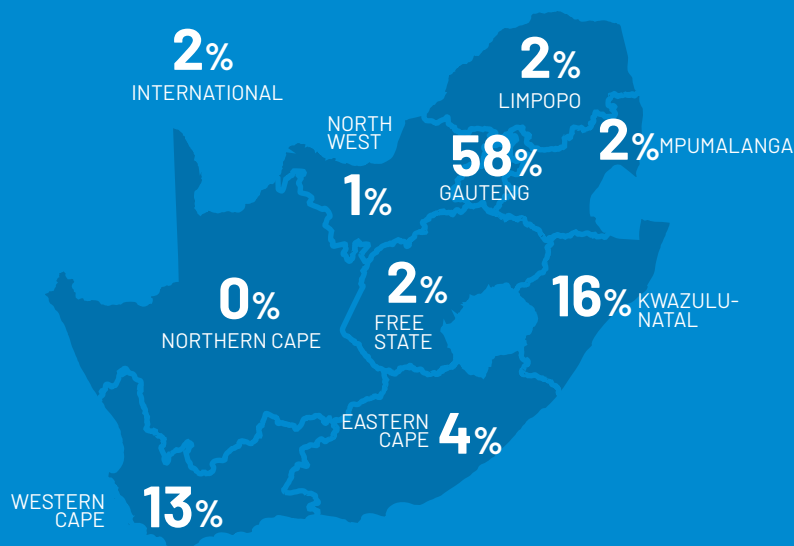 2%
INTERNATIONAL
2%
LIMPOPO
NORTH
WEST
1%
58%
GAUTENG
2% MPUMALANGA
0%
NORTHERN CAPE
2%
FREE
STATE
16% KWAZULU-
NATAL
EASTERN
CAPE 4%
WESTERN
CAPE 13%